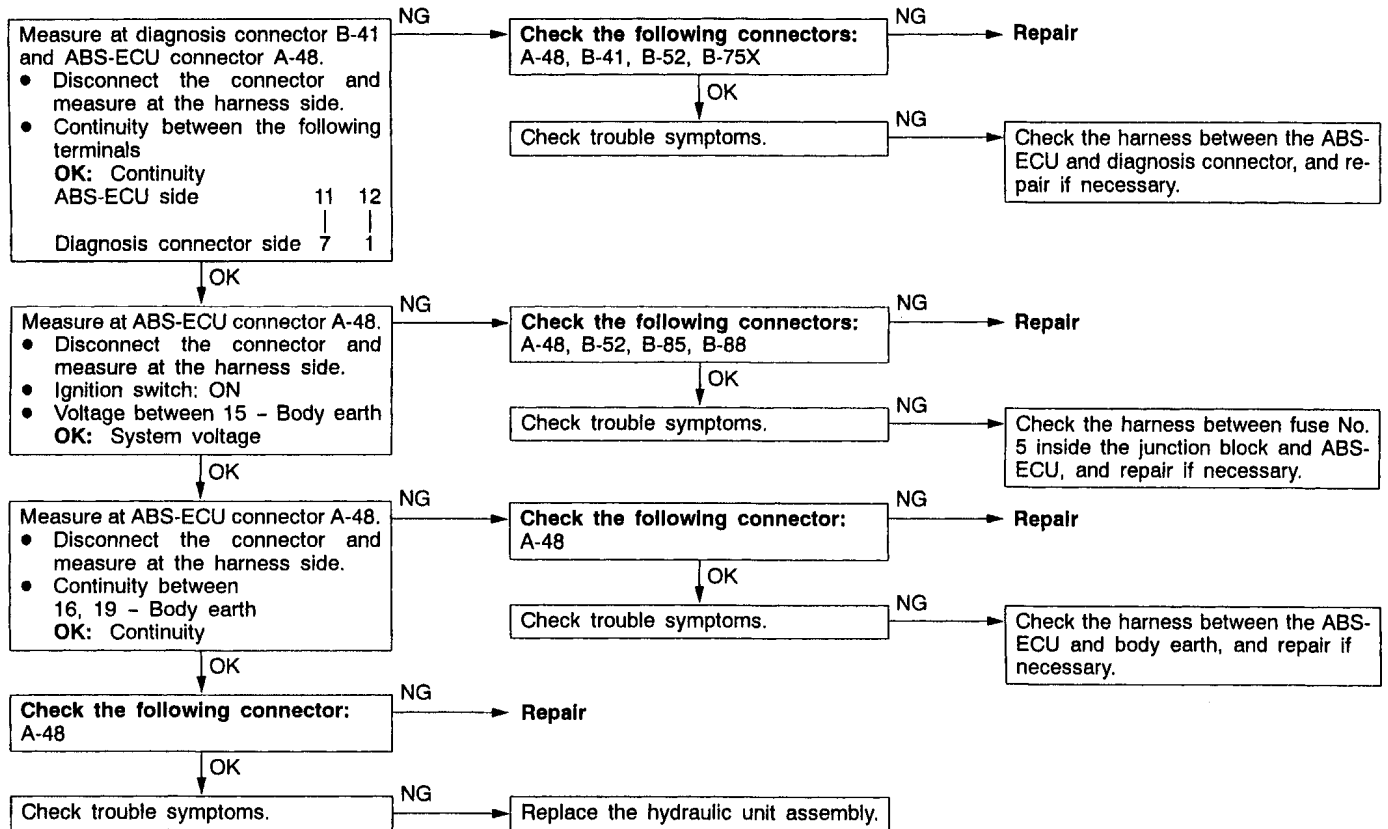 Measure at diagnosis connector B-41
and ABS-ECU connector A-48.
● Disconnect the connector and
measure at the harness side.
● Continuity between the following
terminals
OK: Continuity
ABS-ECU side 11 12
Diagnosis connector side 7 1
NG
Check the following connectors:
A-48, B-41, B-52, B-75X
NG
Repair
OK
Check trouble symptoms.
NG
Check the harness between the ABS-
ECU and diagnosis connector, and re-
pair if necessary.
OK
Measure at ABS-ECU connector A-48.
● Disconnect the connector and
measure at the harness side.
● Ignition switch: ON
● Voltage between 15 – Body earth
OK: System voltage
NG
Check the following connectors:
A-48, B-52, B-85, B-88
NG
Repair
OK
Check trouble symptoms.
NG
Check the harness between fuse No.
5 inside the junction block and ABS-
ECU, and repair if necessary.
OK
Measure at ABS-ECU connector A-48.
● Disconnect the connector and
measure at the harness side.
● Continuity between
16, 19 – Body earth
OK: Continuity
NG
Check the following connector:
A-48
NG
Repair
OK
Check trouble symptoms.
NG
Check the harness between the ABS-
ECU and body earth, and repair if
necessary.
OK
Check the following connector:
A-48
NG
Repair
OK
Check trouble symptoms.
NG
Replace the hydraulic unit assembly.